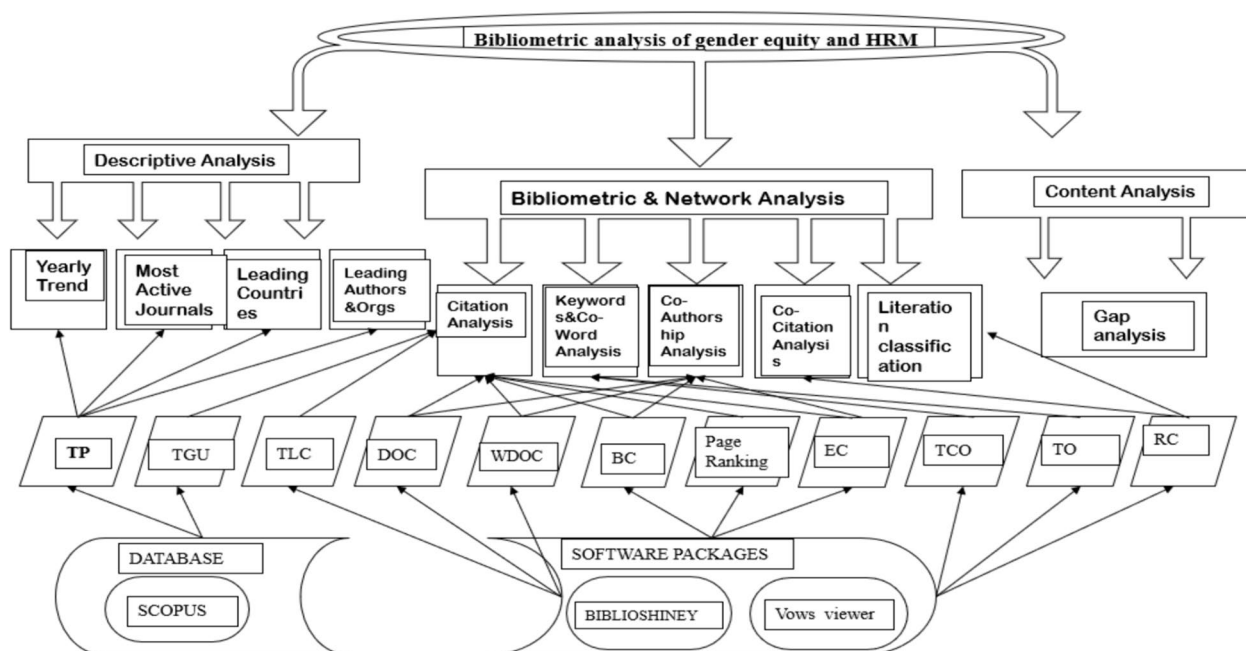 Bibliometric analysis of gender equity and HRM
Descriptive Analysis
Bibliometric & Network Analysis
Content Analysis
Yearly
Trend
Most
Active
Journals
Leading
Countri
es
Leading
Authors
&Orgs
Citation
Analysis
Keyword
s&Co-
Word
Analysis
Co-
Authors
hip
Analysis
Co-
Citation
Analysi
s
Literatio
n
classific
ation
Gap
analysis
TP
TGU
TLC
DOC
WDOC
BC
Page
Ranking
EC
TCO
TO
RC
DATABASE
SOFTWARE PACKAGES
SCOPUS
BIBLIOSHINEY
Vows viewer